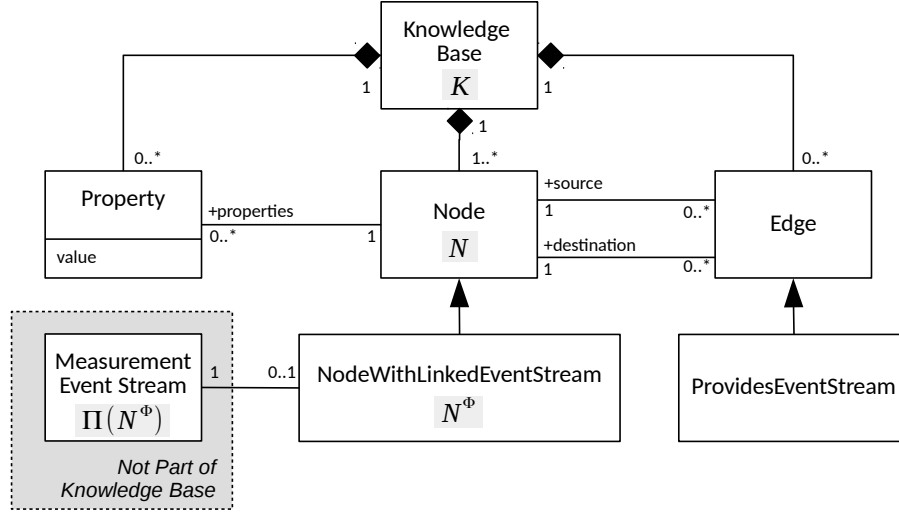 Knowledge
Base
K
1
1
1
0..*
1..*
0..*
Property
value
+properties
0..*
1
Node
N
+source
1
0..*
+destination
1
0..*
Edge
Measurement
Event Stream
Π(N^Φ)
1
0..1
NodeWithLinkedEventStream
N^Φ
ProvidesEventStream
Not Part of
Knowledge Base